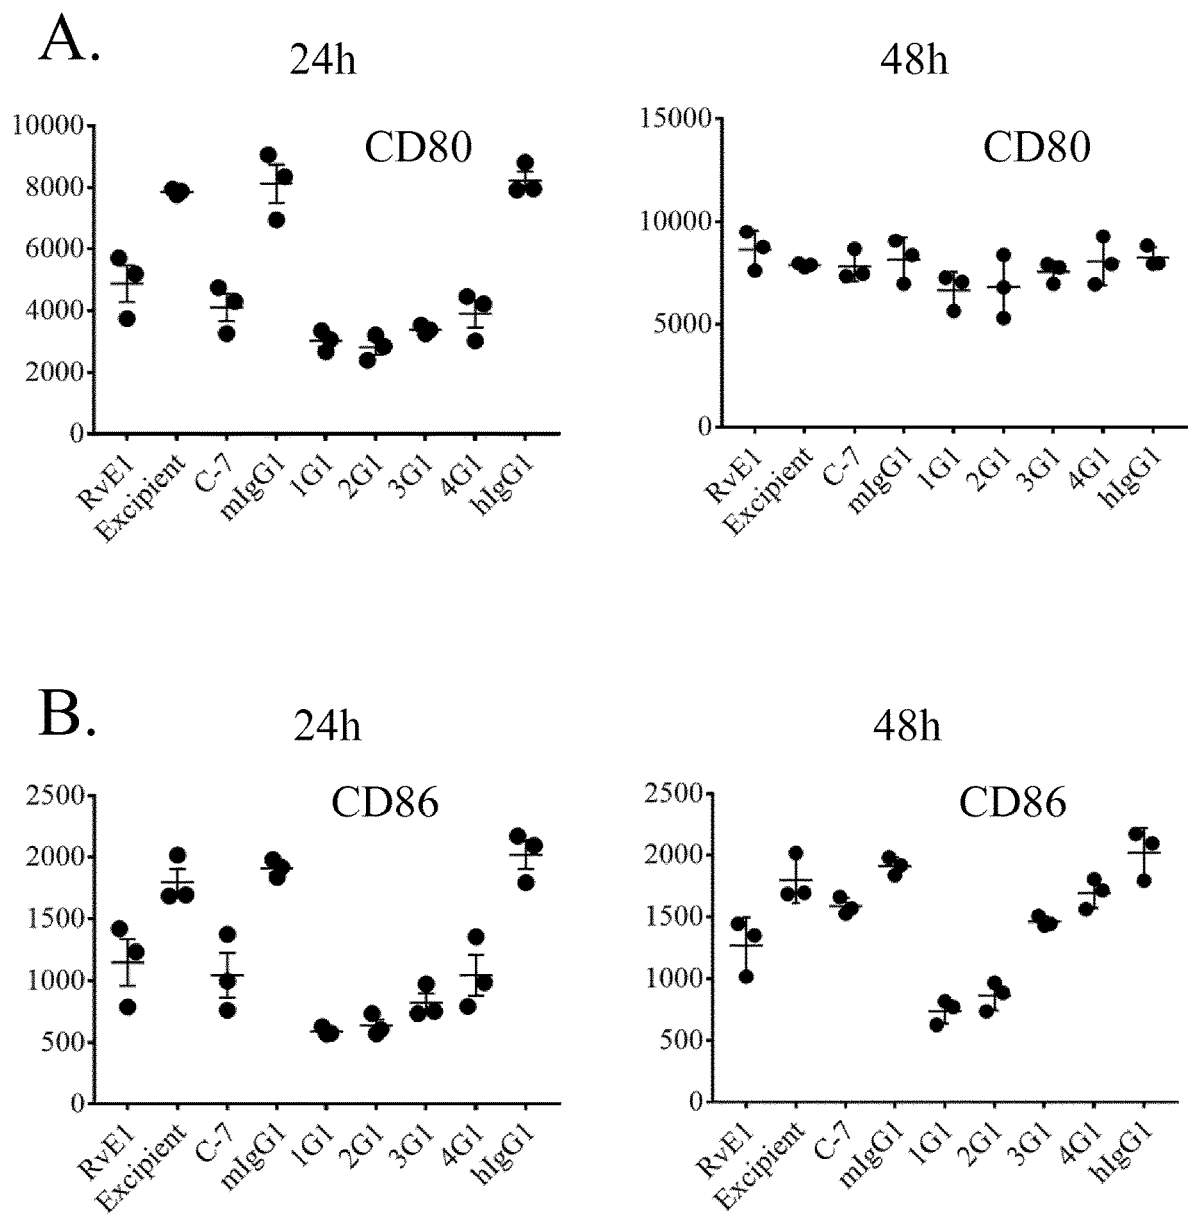 A.
24h
48h
CD80
10000
8000
6000
4000
2000
0
RvE1
Excipient
C-7
mIgG1
1G1
2G1
3G1
4G1
hIgG1
CD80
15000
10000
5000
0
RvE1
Excipient
C-7
mIgG1
1G1
2G1
3G1
4G1
hIgG1
B.
24h
48h
CD86
2500
2000
1500
1000
500
0
RvE1
Excipient
C-7
mIgG1
1G1
2G1
3G1
4G1
hIgG1
CD86
2500
2000
1500
1000
500
0
RvE1
Excipient
C-7
mIgG1
1G1
2G1
3G1
4G1
hIgG1